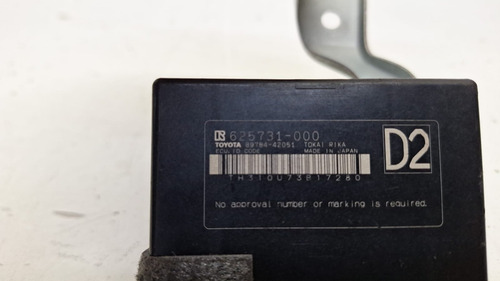 625731-000
D2
TOYOTA 89784-42051 TOKAI RIKA
ECU, ID CODE MADE IN JAPAN
TH310U73917280
No approval number or marking is required.